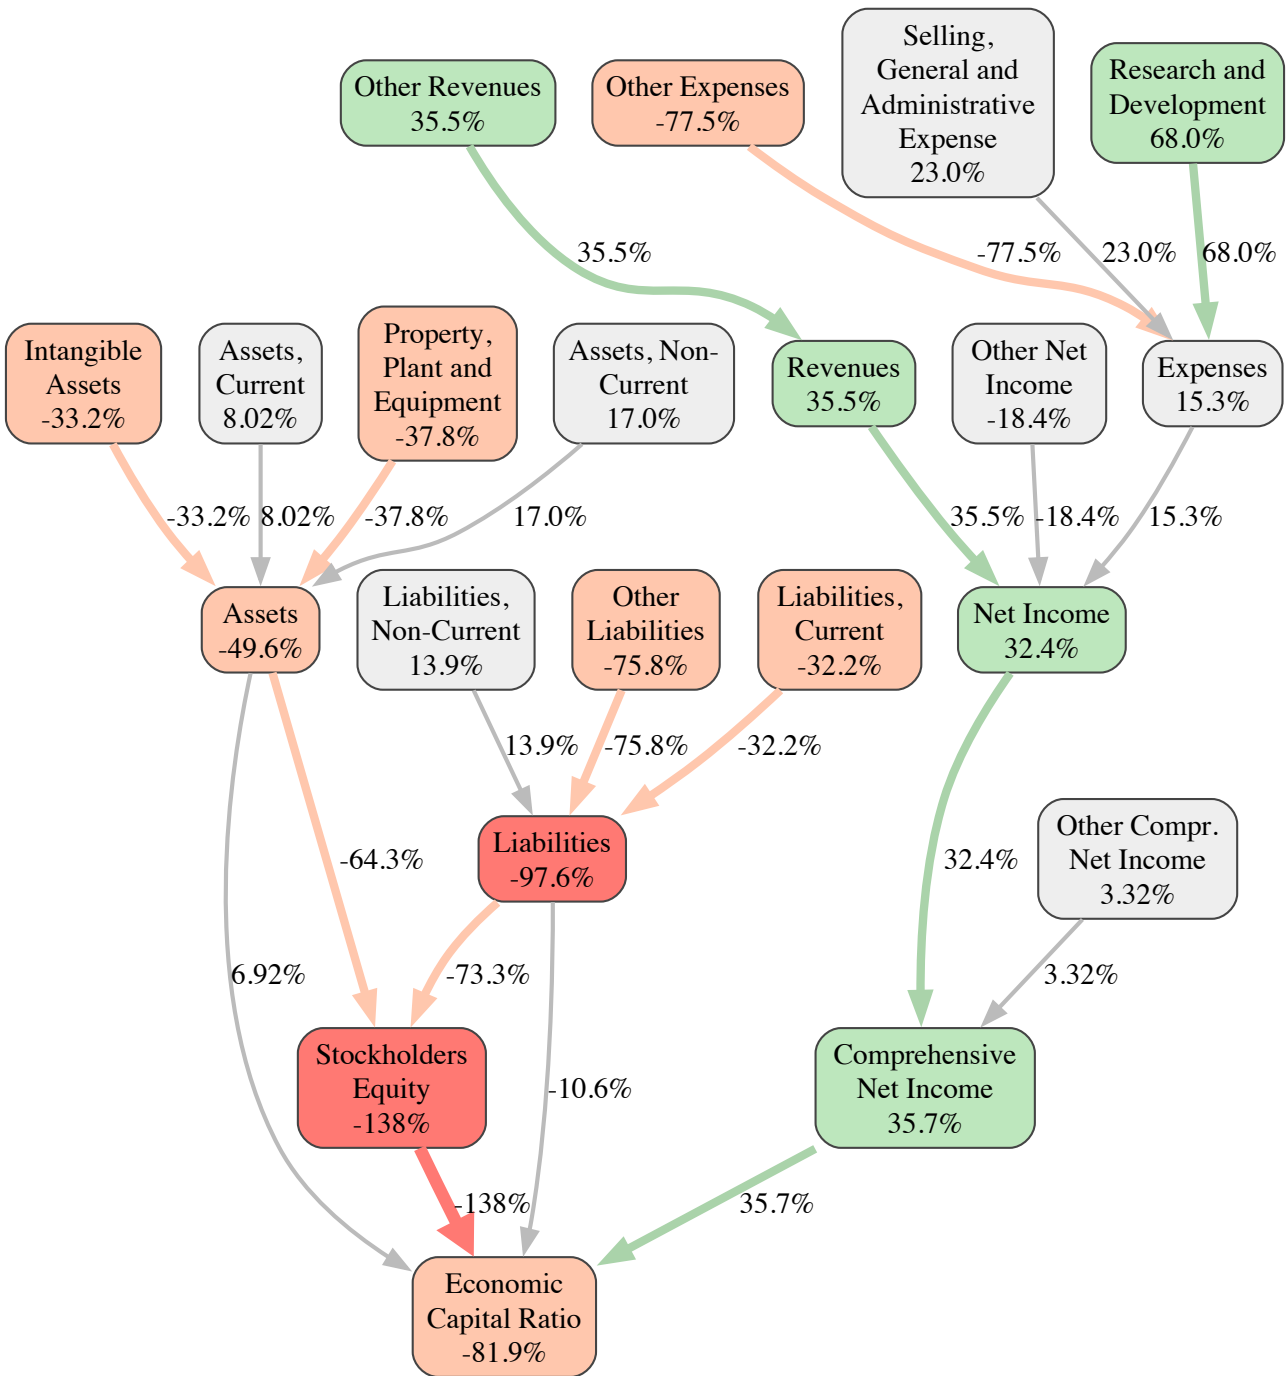 Selling,
General and
Administrative
Expense
23.0%
Other Revenues
35.5%
Other Expenses
-77.5%
Research and
Development
68.0%
35.5%
-77.5%
23.0%
68.0%
Intangible
Assets
-33.2%
Assets,
Current
8.02%
Property,
Plant and
Equipment
-37.8%
Assets, Non-
Current
17.0%
Revenues
35.5%
Other Net
Income
-18.4%
Expenses
15.3%
-33.2%
8.02%
-37.8%
17.0%
35.5%
-18.4%
15.3%
Assets
-49.6%
Liabilities,
Non-Current
13.9%
Other
Liabilities
-75.8%
Liabilities,
Current
-32.2%
Net Income
32.4%
13.9%
-75.8%
-32.2%
-64.3%
Liabilities
-97.6%
32.4%
Other Compr.
Net Income
3.32%
6.92%
-73.3%
3.32%
Stockholders
Equity
-138%
-10.6%
Comprehensive
Net Income
35.7%
-138%
35.7%
Economic
Capital Ratio
-81.9%